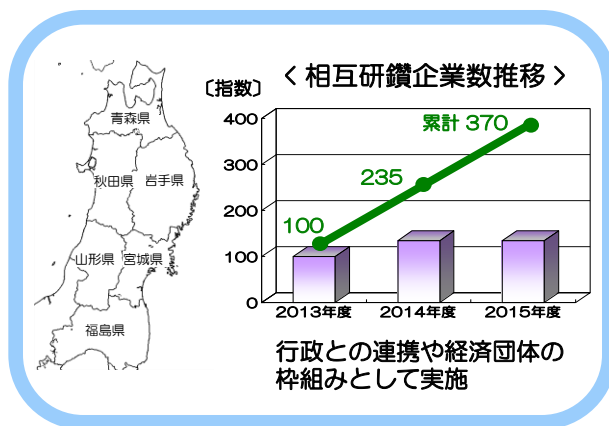 〔指数〕
< 相互研鑽企業数推移 >
400
300
200
100
0
100
235
累計 370
2013年度
2014年度
2015年度
青森県
秋田県
岩手県
山形県
宮城県
福島県
行政との連携や経済団体の
枠組みとして実施